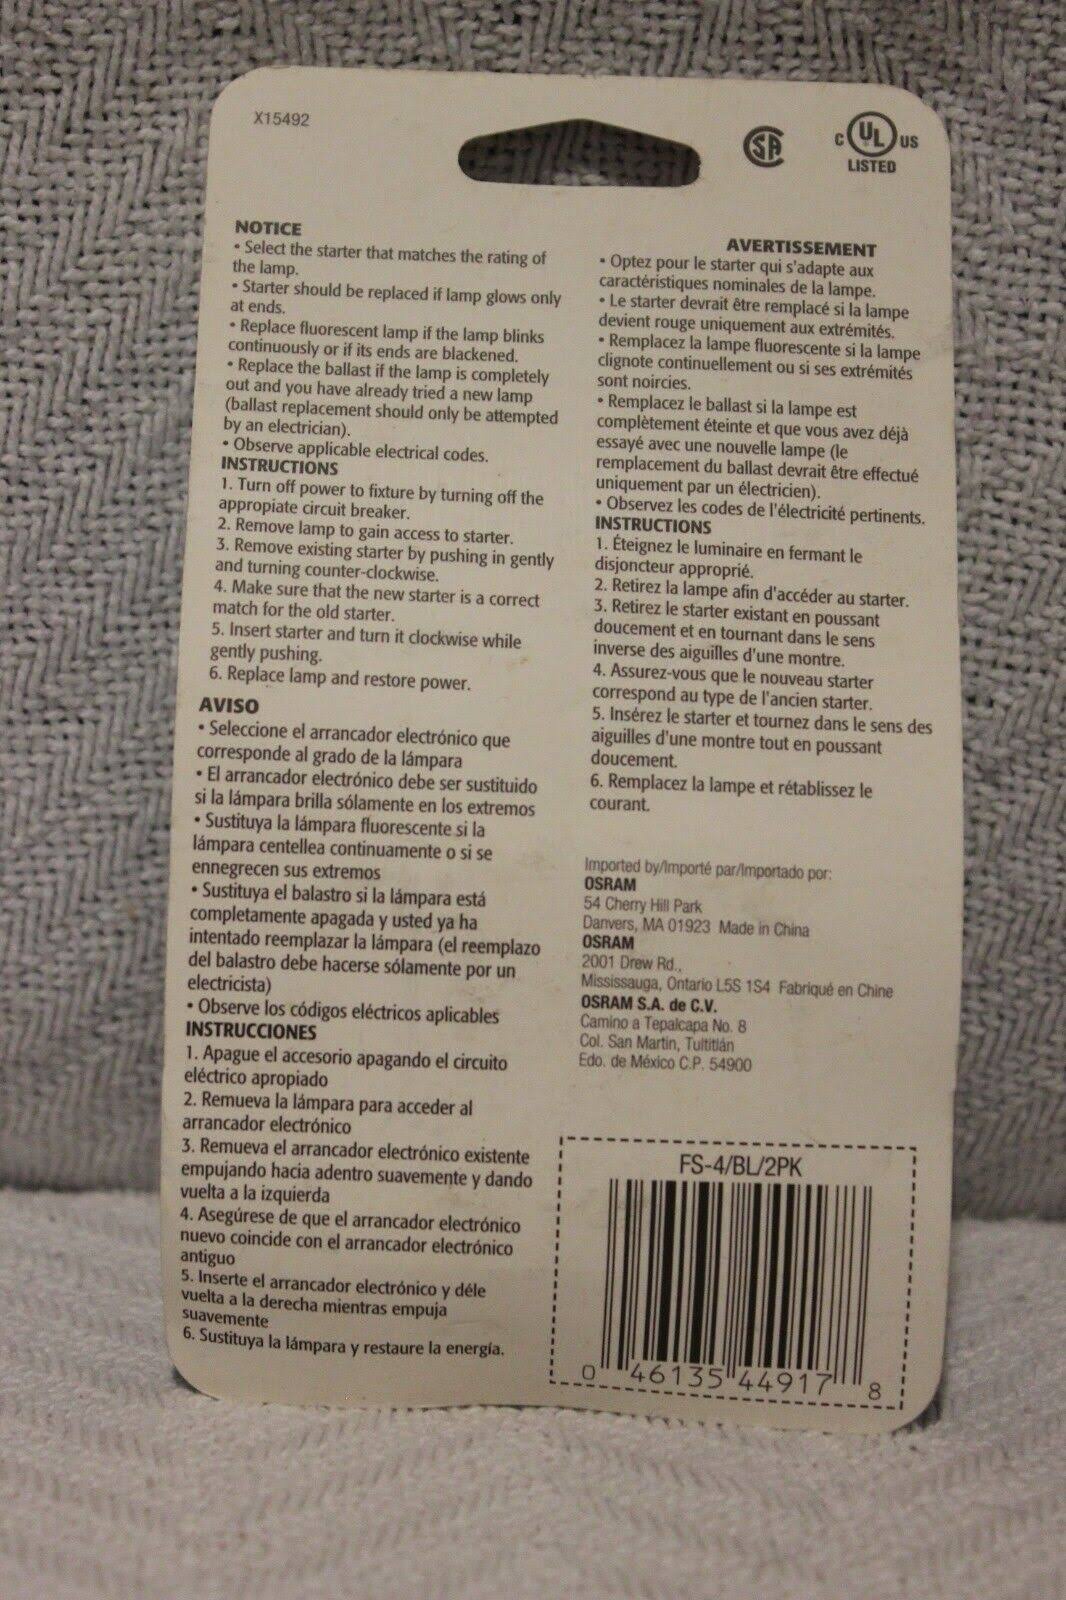 X15492
SA
C UL US
LISTED
NOTICE
• Select the starter that matches the rating of
the lamp.
• Starter should be replaced if lamp glows only
at ends.
• Replace fluorescent lamp if the lamp blinks
continuously or if its ends are blackened.
• Replace the ballast if the lamp is completely
out and you have already tried a new lamp
(ballast replacement should only be attempted
by an electrician).
• Observe applicable electrical codes.
INSTRUCTIONS
1. Turn off power to fixture by turning off the
appropiate circuit breaker.
2. Remove lamp to gain access to starter.
3. Remove existing starter by pushing in gently
and turning counter-clockwise.
4. Make sure that the new starter is a correct
match for the old starter.
5. Insert starter and turn it clockwise while
gently pushing.
6. Replace lamp and restore power.
AVISO
• Seleccione el arrancador electrónico que
corresponde al grado de la lámpara
• El arrancador electrónico debe ser sustituido
si la lámpara brilla sólamente en los extremos
• Sustituya la lámpara fluorescente si la
lámpara centellea continuamente o si se
ennegrecen sus extremos
• Sustituya el balastro si la lámpara está
completamente apagada y usted ya ha
intentado reemplazar la lámpara (el reemplazo
del balastro debe hacerse sólamente por un
electricista)
• Observe los códigos eléctricos aplicables
INSTRUCCIONES
1. Apague el accesorio apagando el circuito
eléctrico apropiado
2. Remueva la lámpara para acceder al
arrancador electrónico
3. Remueva el arrancador electrónico existente
empujando hacia adentro suavemente y dando
vuelta a la izquierda
4. Asegúrese de que el arrancador electrónico
nuevo coincide con el arrancador electrónico
antiguo
5. Inserte el arrancador electrónico y déle
vuelta a la derecha mientras empuja
suavemente
6. Sustituya la lámpara y restaure la energía.
AVERTISSEMENT
• Optez pour le starter qui s'adapte aux
caractéristiques nominales de la lampe.
• Le starter devrait être remplacé si la lampe
devient rouge uniquement aux extrémités.
• Remplacez la lampe fluorescente si la lampe
clignote continuellement ou si ses extrémités
sont noircies.
• Remplacez le ballast si la lampe est
complètement éteinte et que vous avez déjà
essayé avec une nouvelle lampe (le
remplacement du ballast devrait être effectué
uniquement par un électricien).
• Observez les codes de l'électricité pertinents.
INSTRUCTIONS
1. Éteignez le luminaire en fermant le
disjoncteur approprié.
2. Retirez la lampe afin d'accéder au starter.
3. Retirez le starter existant en poussant
doucement et en tournant dans le sens
inverse des aiguilles d'une montre.
4. Assurez-vous que le nouveau starter
correspond au type de l'ancien starter.
5. Insérez le starter et tournez dans le sens des
aiguilles d'une montre tout en poussant
doucement.
6. Remplacez la lampe et rétablissez le
courant.
Imported by/Importé par/Importado por:
OSRAM
54 Cherry Hill Park
Danvers, MA 01923 Made in China
OSRAM
2001 Drew Rd.,
Mississauga, Ontario L5S 1S4 Fabriqué en Chine
OSRAM S.A. de C.V.
Camino a Tepalcapa No. 8
Col. San Martin, Tultitlán
Edo. de México C.P. 54900
FS-4/BL/2PK
0 46135 44917 8